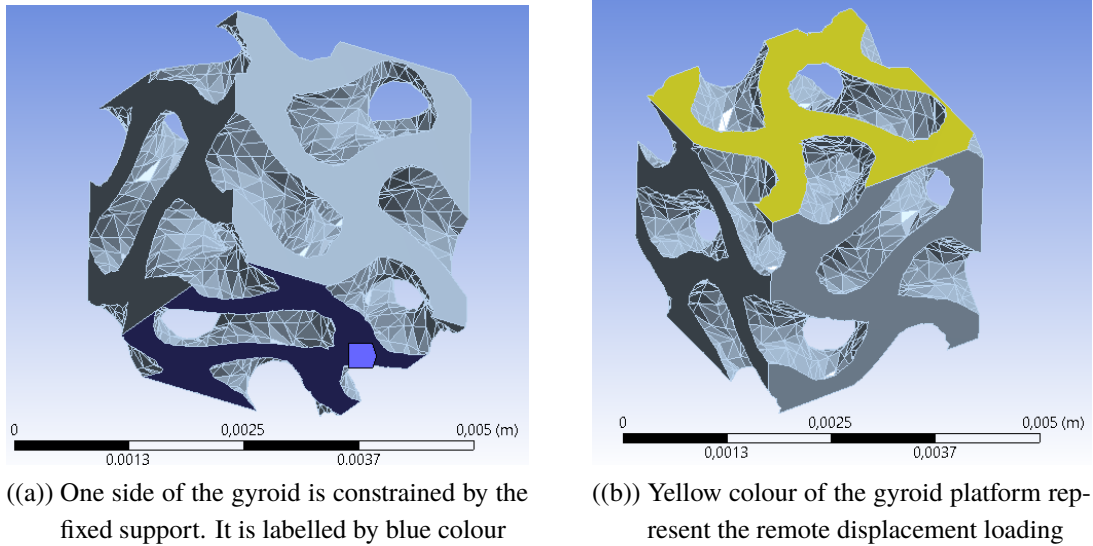 0 0,0025 0,005 (m)
0.0013 0.0037
0 0,0025 0,005 (m)
0,0013 0,0037
((a)) One side of the gyroid is constrained by the
fixed support. It is labelled by blue colour
((b)) Yellow colour of the gyroid platform rep-
resent the remote displacement loading